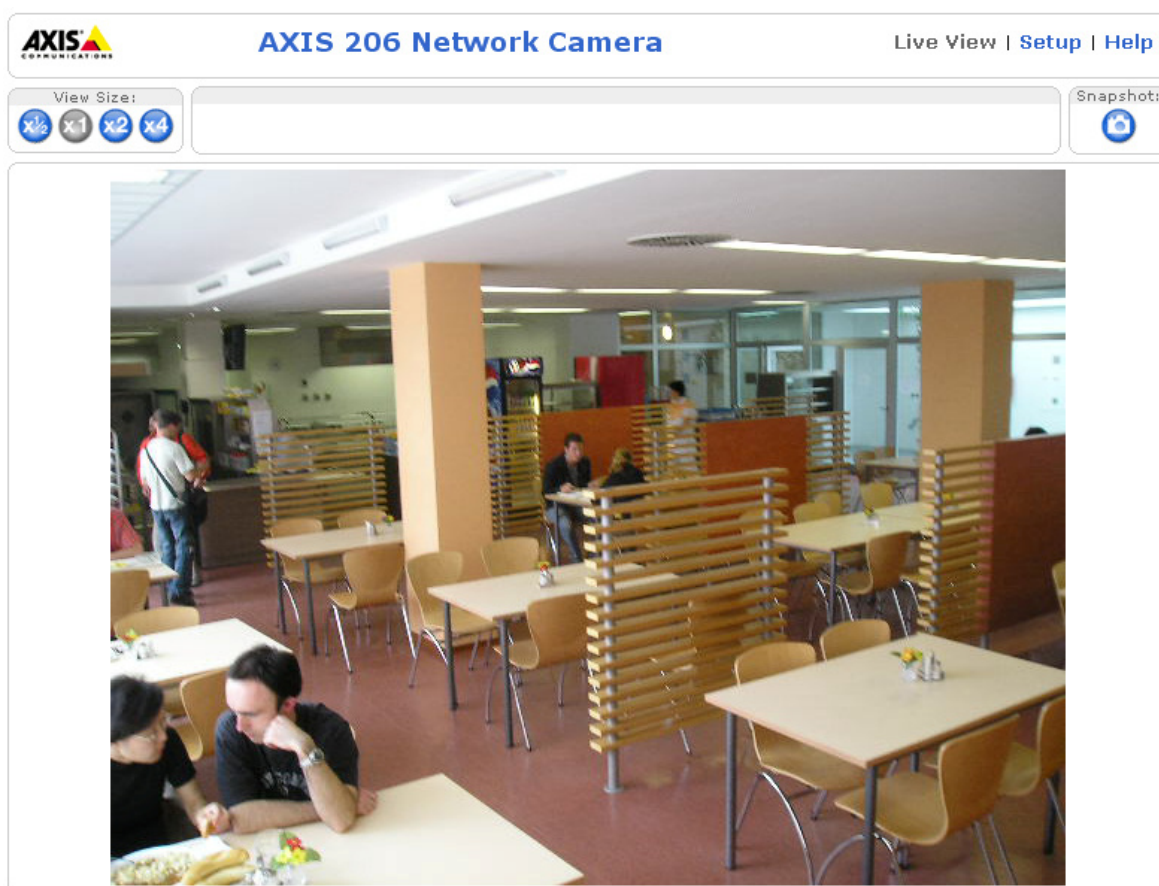 AXIS
COMMUNICATIONS
AXIS 206 Network Camera
Live View | Setup | Help
View Size:
x½ x1 x2 x4
Snapshot: